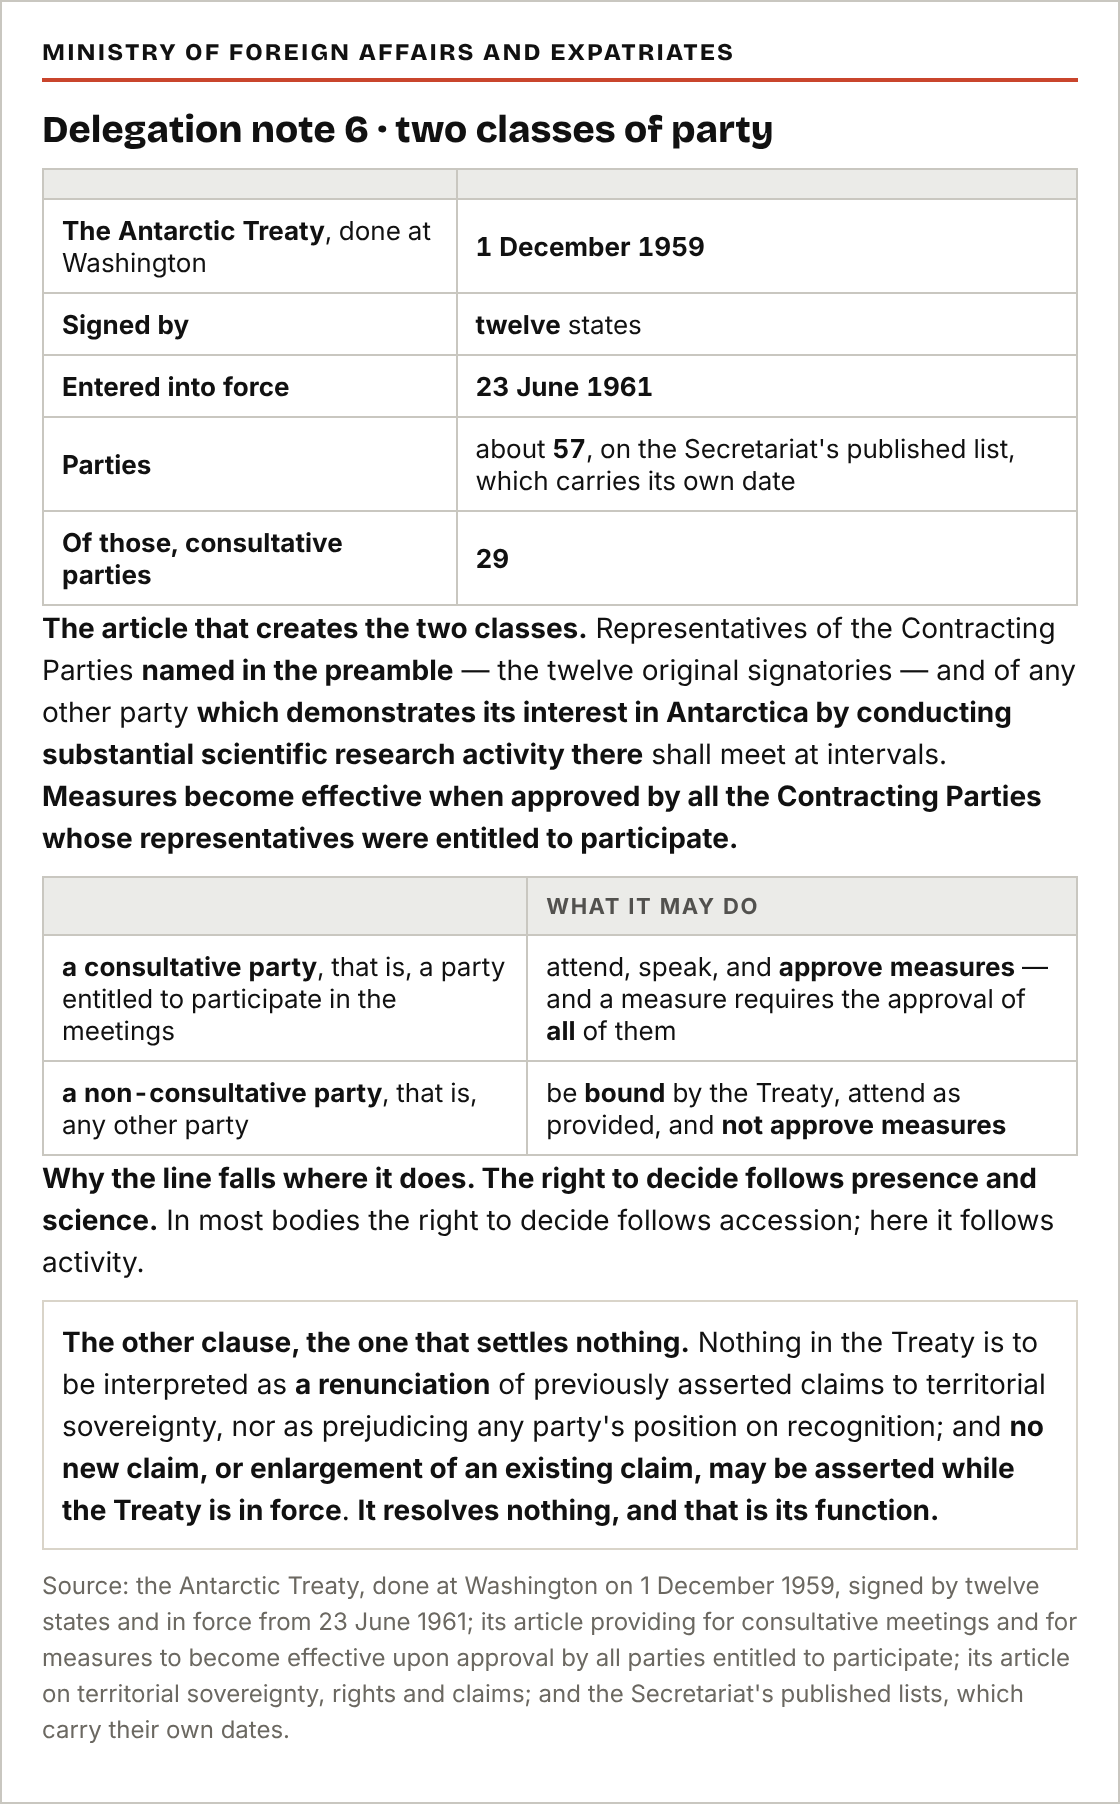 MINISTRY OF FOREIGN AFFAIRS AND EXPATRIATES
Delegation note 6 · two classes of party
The Antarctic Treaty, done at
Washington
1 December 1959
Signed by
twelve states
Entered into force
23 June 1961
Parties
about 57, on the Secretariat's published list,
which carries its own date
Of those, consultative
parties
29
The article that creates the two classes. Representatives of the Contracting
Parties named in the preamble — the twelve original signatories — and of any
other party which demonstrates its interest in Antarctica by conducting
substantial scientific research activity there shall meet at intervals.
Measures become effective when approved by all the Contracting Parties
whose representatives were entitled to participate.
WHAT IT MAY DO
a consultative party, that is, a party
entitled to participate in the
meetings
attend, speak, and approve measures —
and a measure requires the approval of
all of them
a non-consultative party, that is,
any other party
be bound by the Treaty, attend as
provided, and not approve measures
Why the line falls where it does. The right to decide follows presence and
science. In most bodies the right to decide follows accession; here it follows
activity.
The other clause, the one that settles nothing. Nothing in the Treaty is to
be interpreted as a renunciation of previously asserted claims to territorial
sovereignty, nor as prejudicing any party's position on recognition; and no
new claim, or enlargement of an existing claim, may be asserted while
the Treaty is in force. It resolves nothing, and that is its function.
Source: the Antarctic Treaty, done at Washington on 1 December 1959, signed by twelve
states and in force from 23 June 1961; its article providing for consultative meetings and for
measures to become effective upon approval by all parties entitled to participate; its article
on territorial sovereignty, rights and claims; and the Secretariat's published lists, which
carry their own dates.